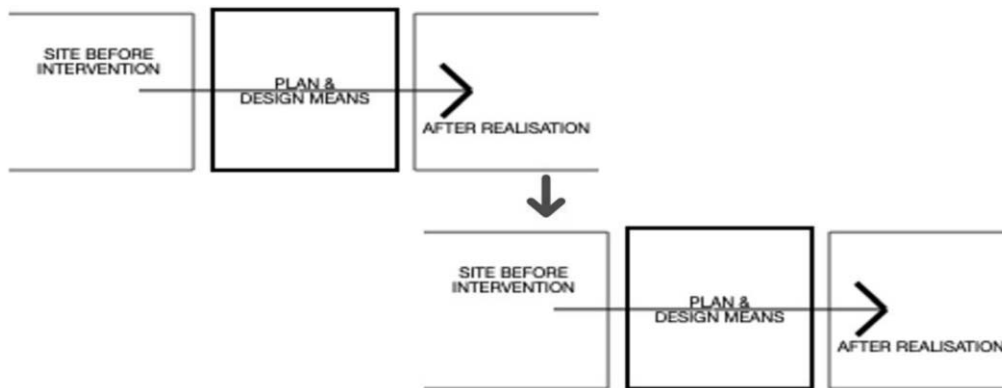 SITE BEFORE
INTERVENTION
PLAN &
DESIGN MEANS
AFTER REALISATION
SITE BEFORE
INTERVENTION
PLAN &
DESIGN MEANS
AFTER REALISATION